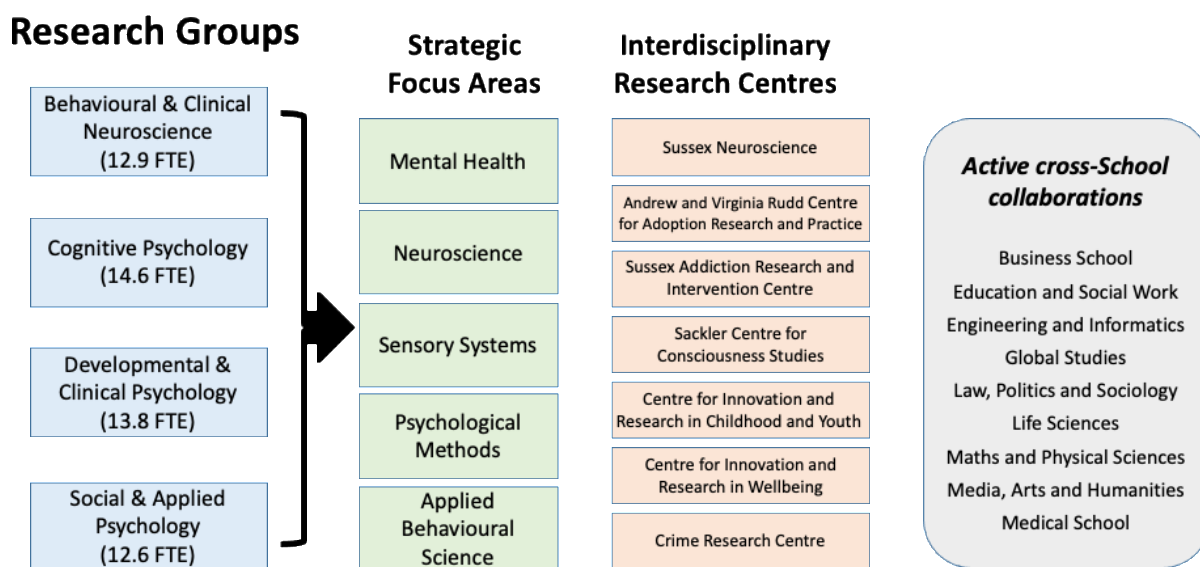 Research Groups
Behavioural & Clinical
Neuroscience
(12.9 FTE)
Cognitive Psychology
(14.6 FTE)
Developmental &
Clinical Psychology
(13.8 FTE)
Social & Applied
Psychology
(12.6 FTE)
Strategic
Focus Areas
Mental Health
Neuroscience
Sensory Systems
Psychological
Methods
Applied
Behavioural
Science
Interdisciplinary
Research Centres
Sussex Neuroscience
Andrew and Virginia Rudd Centre
for Adoption Research and Practice
Sussex Addiction Research and
Intervention Centre
Sackler Centre for
Consciousness Studies
Centre for Innovation and
Research in Childhood and Youth
Centre for Innovation and
Research in Wellbeing
Crime Research Centre
Active cross-School
collaborations
Business School
Education and Social Work
Engineering and Informatics
Global Studies
Law, Politics and Sociology
Life Sciences
Maths and Physical Sciences
Media, Arts and Humanities
Medical School